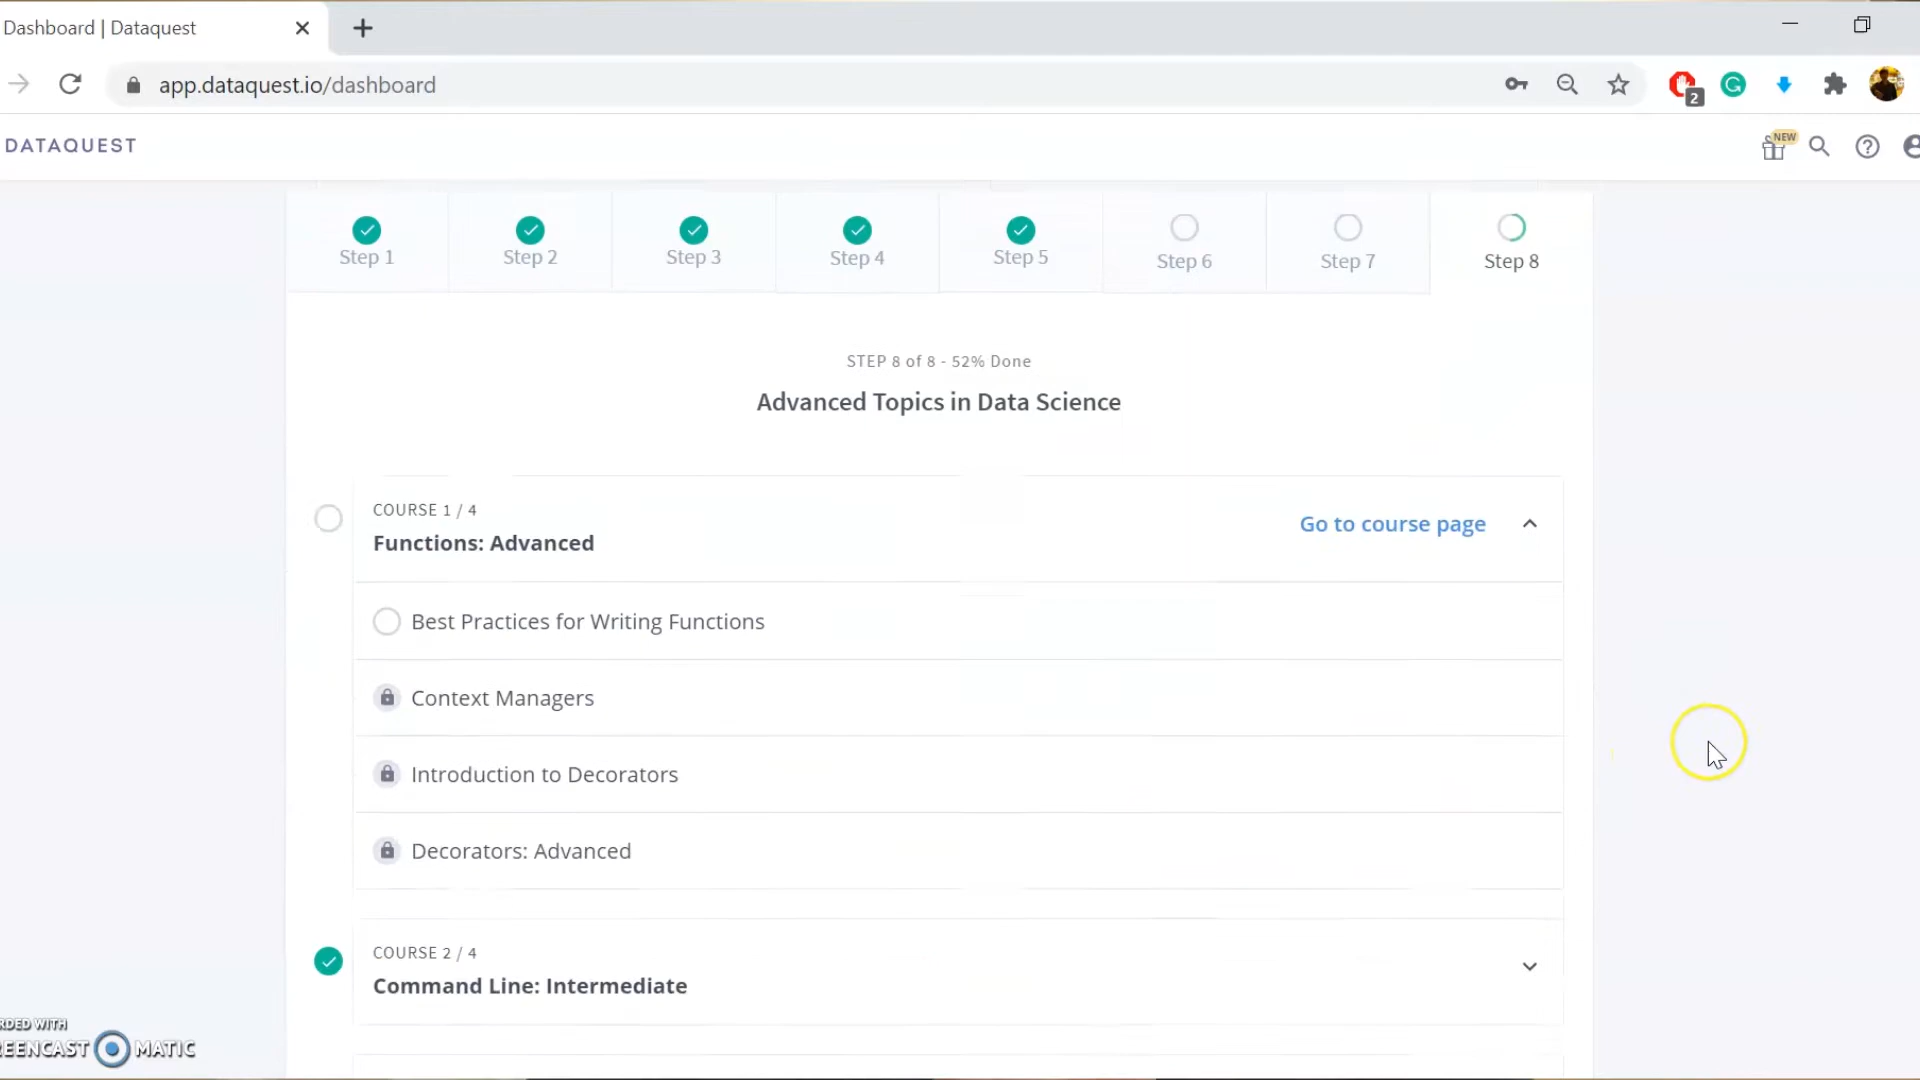 Dashboard | Dataquest
app.dataquest.io/dashboard
2
DATAQUEST
NEW
Step 1
Step 2
Step 3
Step 4
Step 5
Step 6
Step 7
Step 8
STEP 8 of 8 - 52% Done
Advanced Topics in Data Science
COURSE 1 / 4
Functions: Advanced
Go to course page
Best Practices for Writing Functions
Context Managers
Introduction to Decorators
Decorators: Advanced
COURSE 2 / 4
Command Line: Intermediate
RDED WITH
REENCAST MATIC